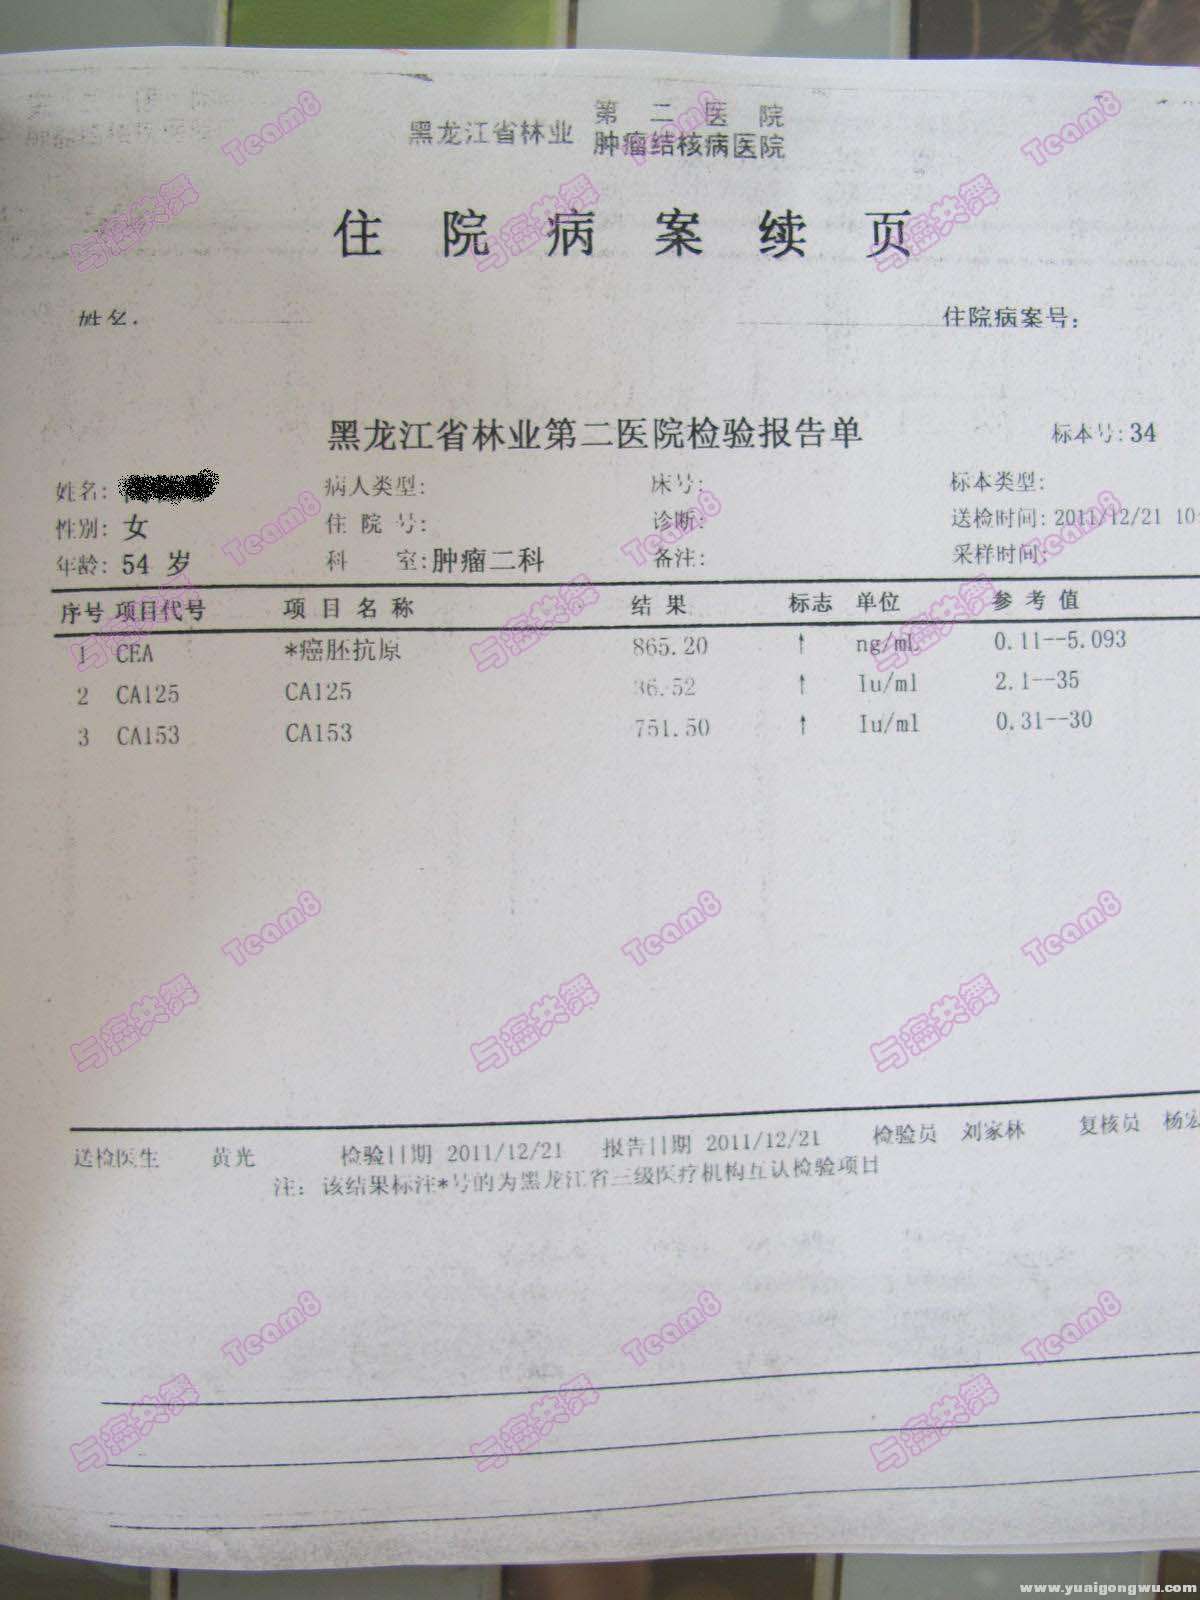 第二医院
黑龙江省林业 肿瘤结核病医院
住院病案续页
姓名: 住院病案号:
黑龙江省林业第二医院检验报告单 标本号:34
姓名: 病人类型: 床号: 标本类型:
性别: 女 住院号: 诊断: 送检时间: 2011/12/21 10
年龄: 54 岁 科室: 肿瘤二科 备注: 采样时间:
序号 项目代号 项目名称 结果 标志 单位 参考值
1 CEA *癌胚抗原 865.20 ↑ ng/mL 0.11--5.093
2 CA125 CA125 36.52 ↑ Iu/ml 2.1--35
3 CA153 CA153 751.50 ↑ Iu/ml 0.31--30
送检医生 黄光 检验日期 2011/12/21 报告日期 2011/12/21 检验员 刘家林 复核员 杨宏
注: 该结果标注*号的为黑龙江省三级医疗机构互认检验项目
与癌共舞 Team8
www.yuaigongwu.com